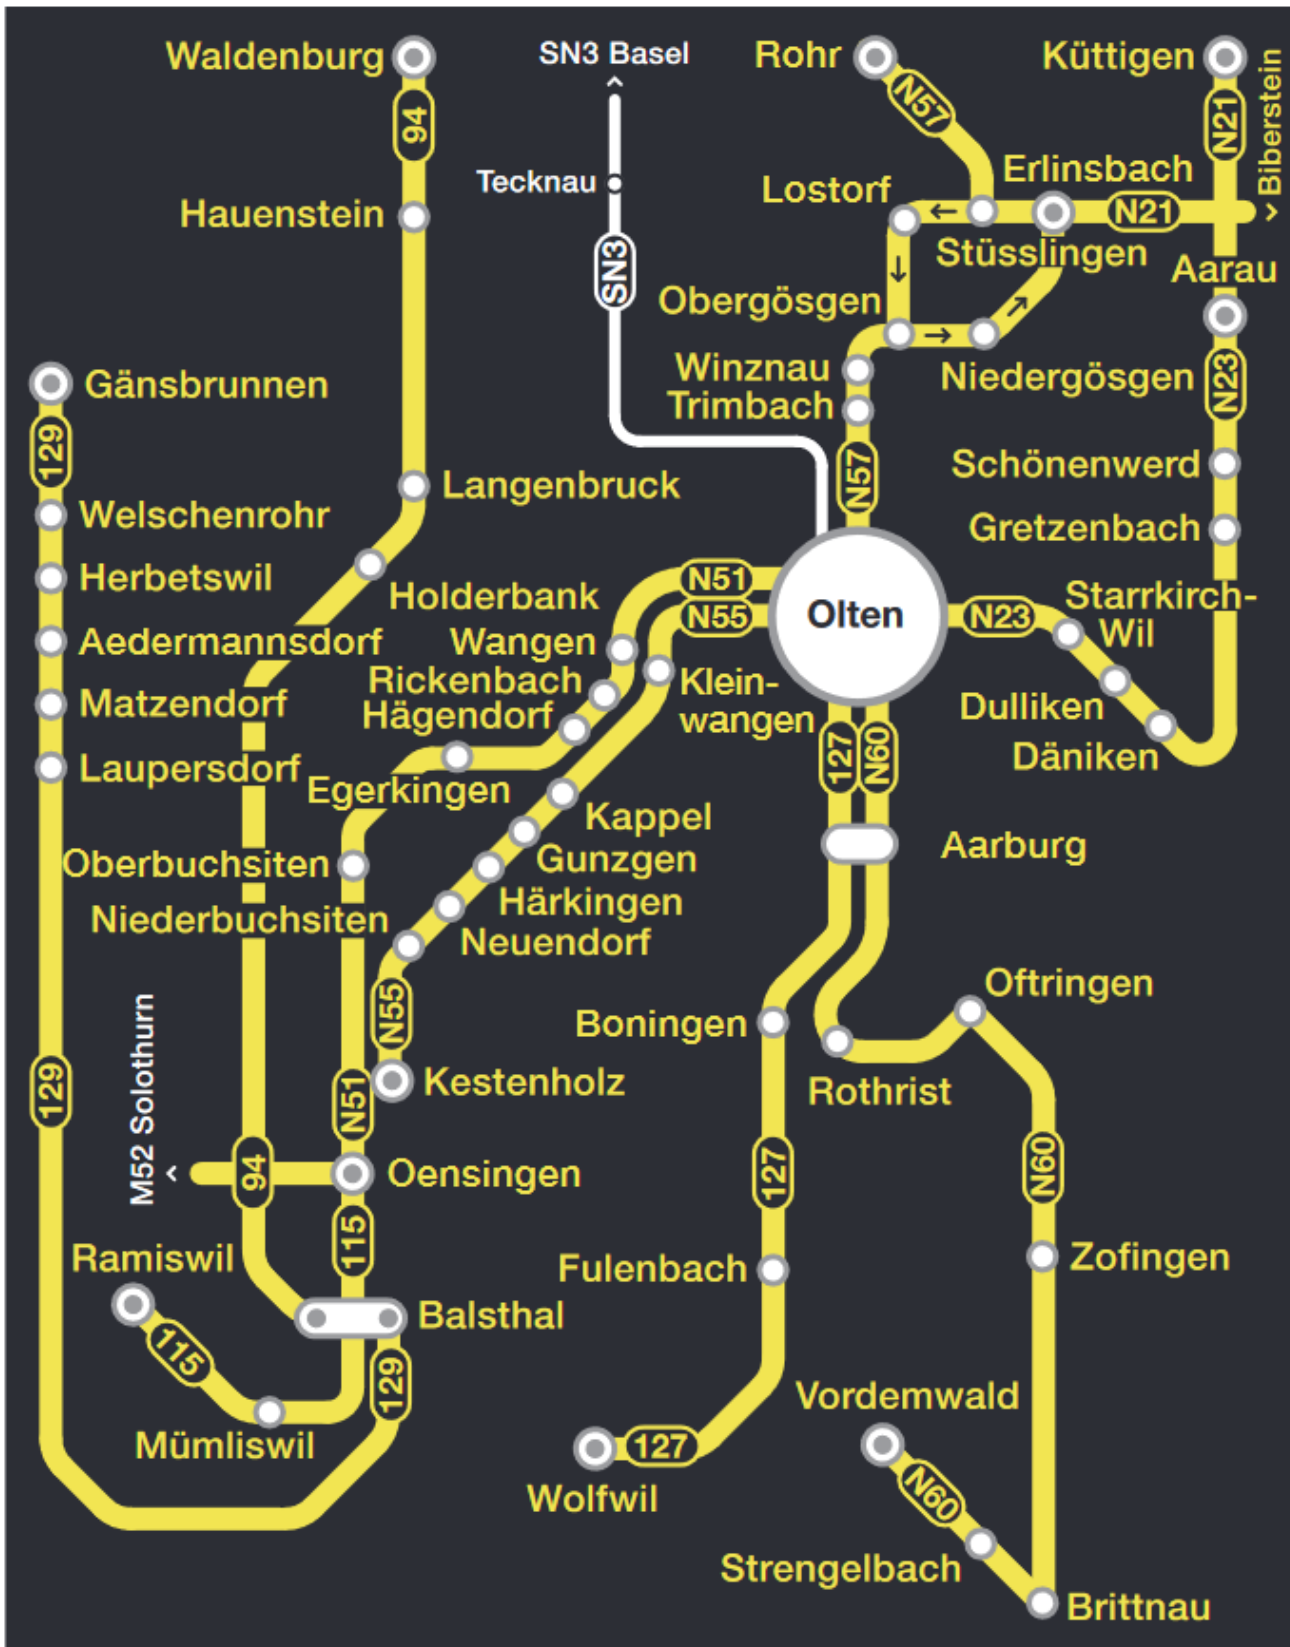 Waldenburg
SN3 Basel
Rohr
Küttigen
94
N57
N21
Biberstein
Tecknau
Hauenstein
Lostorf
Erlinsbach
N21
Stüsslingen
SN3
Aarau
Obergösgen
Winznau
Niedergösgen
Trimbach
N23
Gänsbrunnen
129
N57
Schönenwerd
Langenbruck
Welschenrohr
Gretzenbach
Herbetswil
Holderbank
N51
N55
Olten
N23
Starrkirch-
Wil
Aedermannsdorf
Wangen
Rickenbach
Klein-
wangen
Matzendorf
Hägendorf
Dulliken
Däniken
Laupersdorf
Egerkingen
127
N60
Kappel
Aarburg
Oberbuchsiten
Gunzgen
Niederbuchsiten
Härkingen
Neuendorf
Oftringen
M52 Solothurn
N55
Boningen
129
N51
Kestenholz
Rothrist
94
Oensingen
127
N60
Ramiswil
115
Fulenbach
Zofingen
Balsthal
115
129
Vordemwald
Mümliswil
127
Wolfwil
N60
Strengelbach
Brittnau